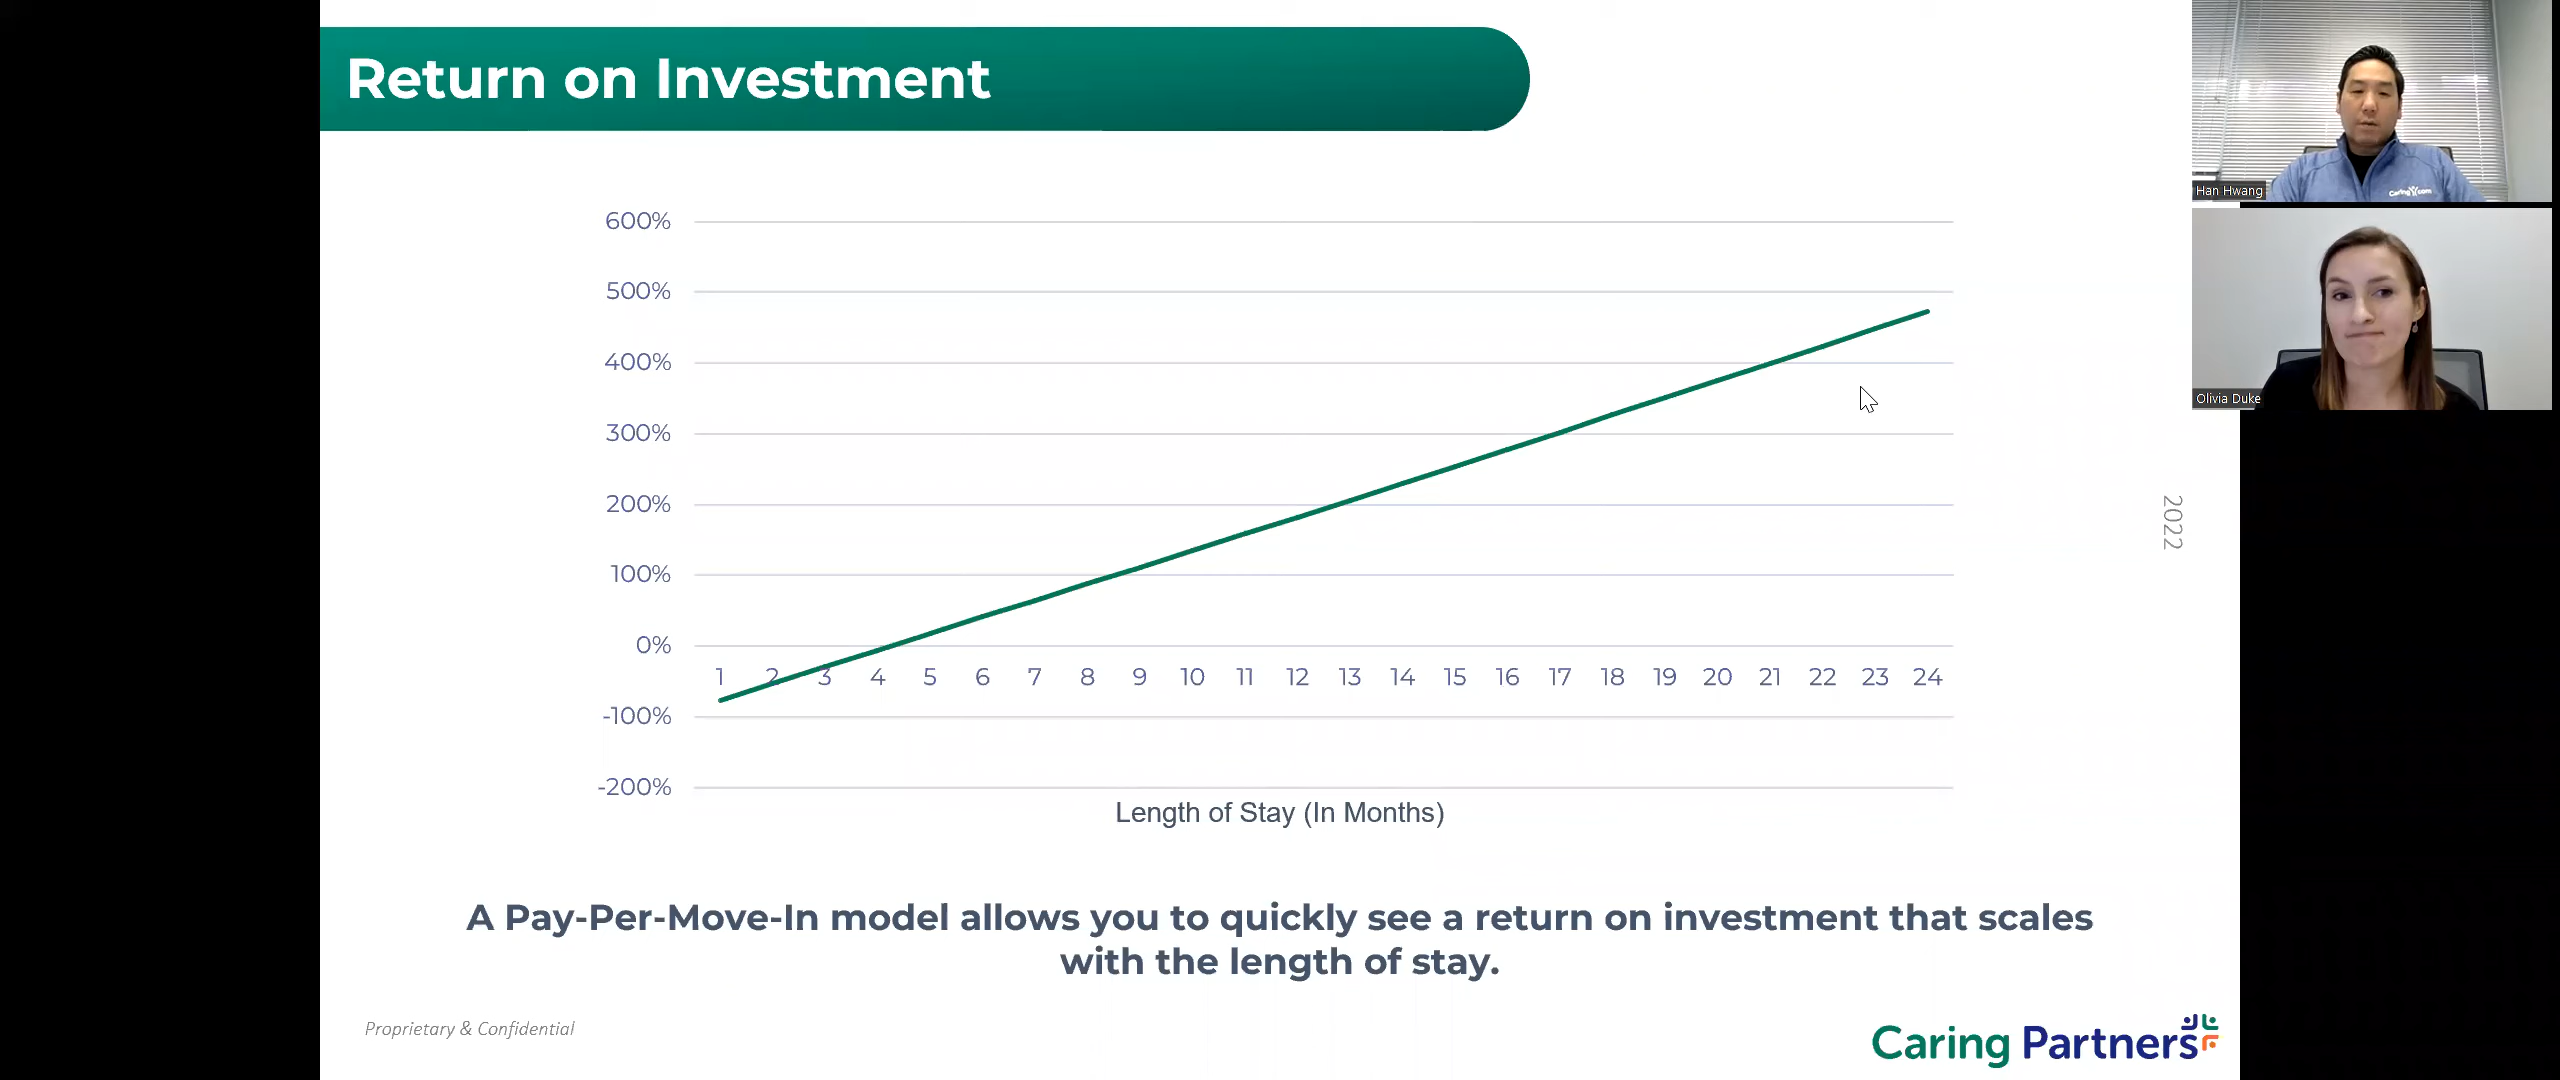 Return on Investment
600%
500%
400%
300%
200%
100%
0%
1 2 3 4 5 6 7 8 9 10 11 12 13 14 15 16 17 18 19 20 21 22 23 24
-100%
-200%
Length of Stay (In Months)
A Pay-Per-Move-In model allows you to quickly see a return on investment that scales
with the length of stay.
Proprietary & Confidential
Caring Partners
2022
Caring.com
Han Hwang
Olivia Duke